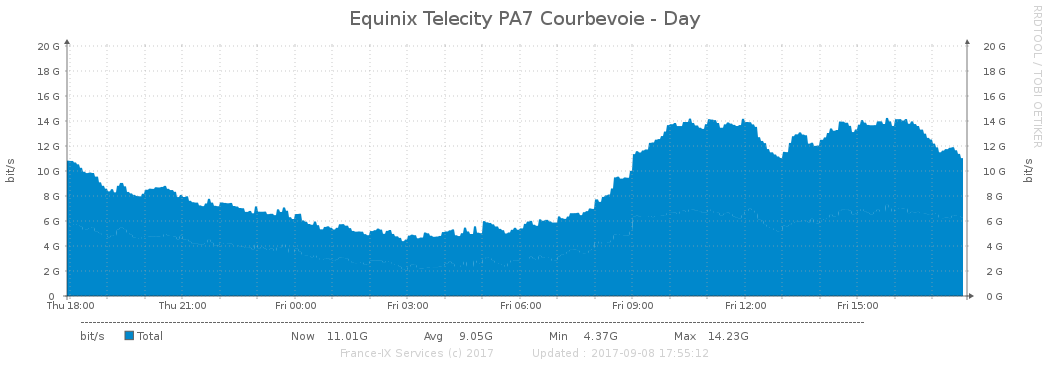 Equinix Telecity PA7 Courbevoie - Day
RRDTOOL / TOBI OETIKER
bit/s
bit/s
20 G 20 G
18 G 18 G
16 G 16 G
14 G 14 G
12 G 12 G
10 G 10 G
8 G 8 G
6 G 6 G
4 G 4 G
2 G 2 G
0 0 G
Thu 18:00 Thu 21:00 Fri 00:00 Fri 03:00 Fri 06:00 Fri 09:00 Fri 12:00 Fri 15:00
bit/s Total Now 11.01G Avg 9.05G Min 4.37G Max 14.23G
France-IX Services (c) 2017 Updated : 2017-09-08 17:55:12